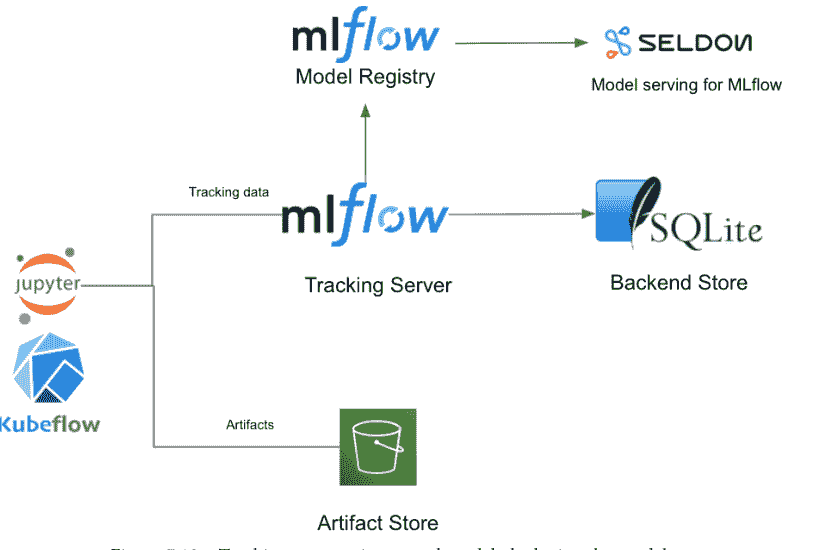 mlflow
Model Registry
SELDON
Model serving for MLflow
Tracking data
mlflow
Tracking Server
SQLite
Backend Store
jupyter
Kubeflow
Artifacts
Artifact Store